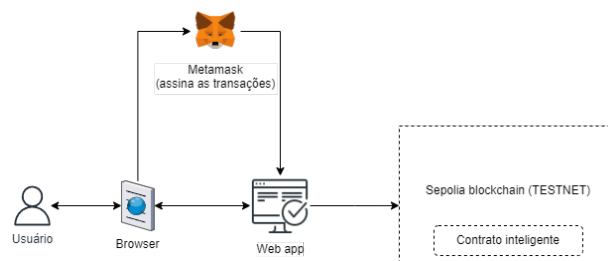 Metamask
(assina as transações)
Sepolia blockchain (TESTNET)
Usuário
Browser
Web app
Contrato inteligente